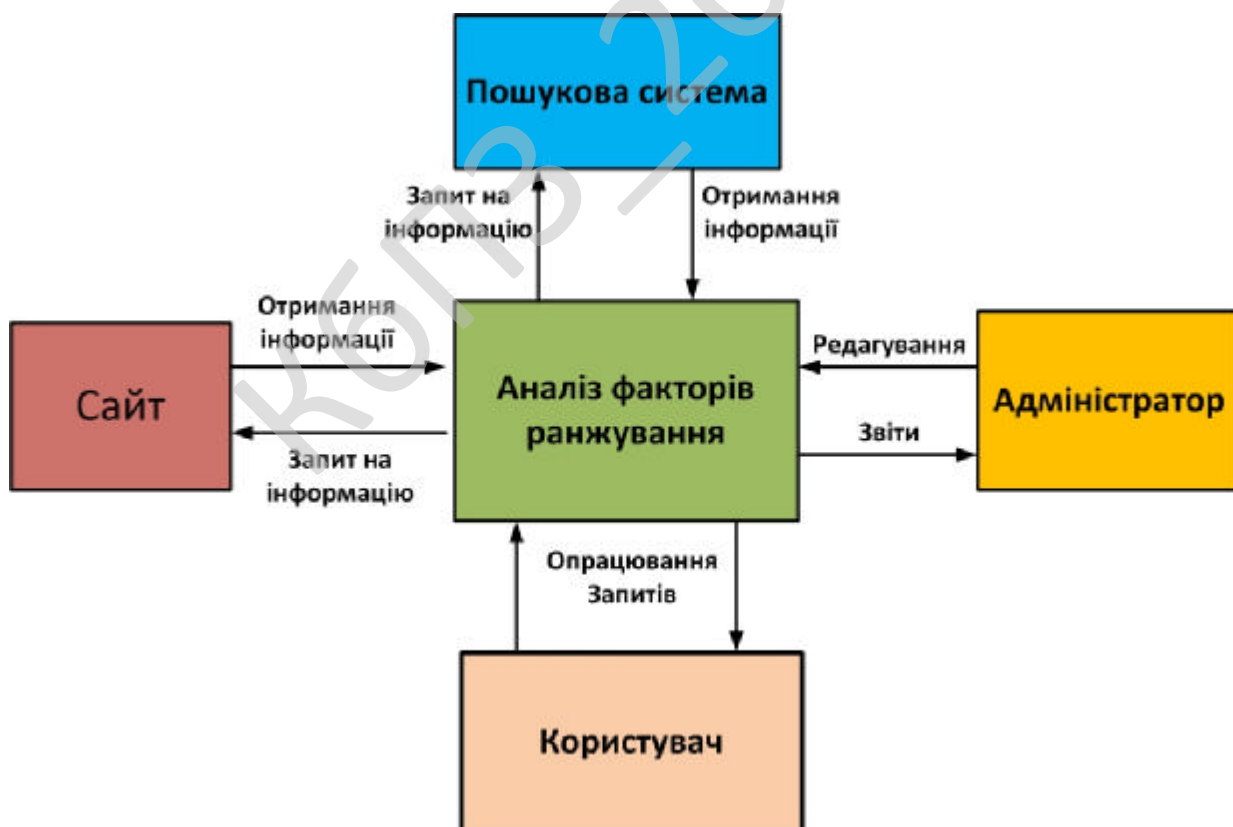 Пошукова система
Запит на
інформацію
Отримання
інформації
Отримання
інформації
Сайт
Запит на
інформацію
Аналіз факторів
ранжування
Редагування
Адміністратор
Звіти
Опрацювання
Запитів
Користувач
КбПЗ_20